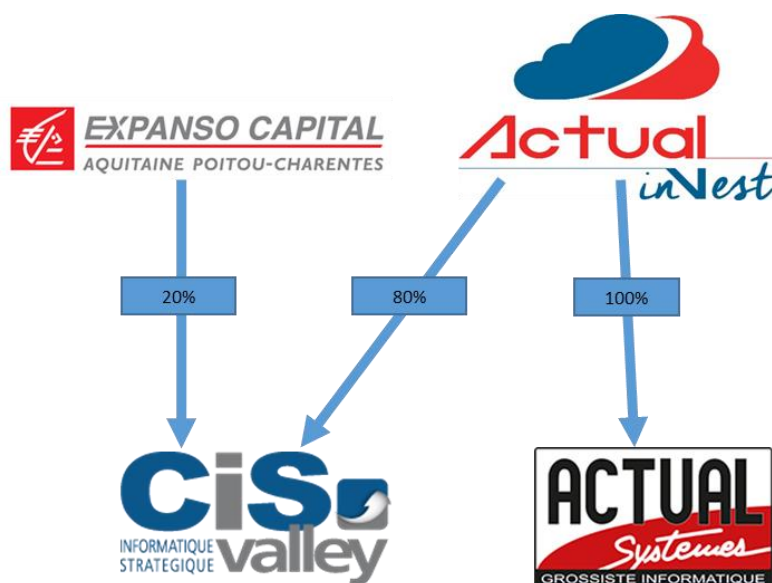 EXPANSO CAPITAL
AQUITAINE POITOU-CHARENTES
Actual
inVest
20%
80%
100%
CiS
INFORMATIQUE
STRATEGIQUE
valley
ACTUAL
Systemes
GROSSISTE INFORMATIQUE